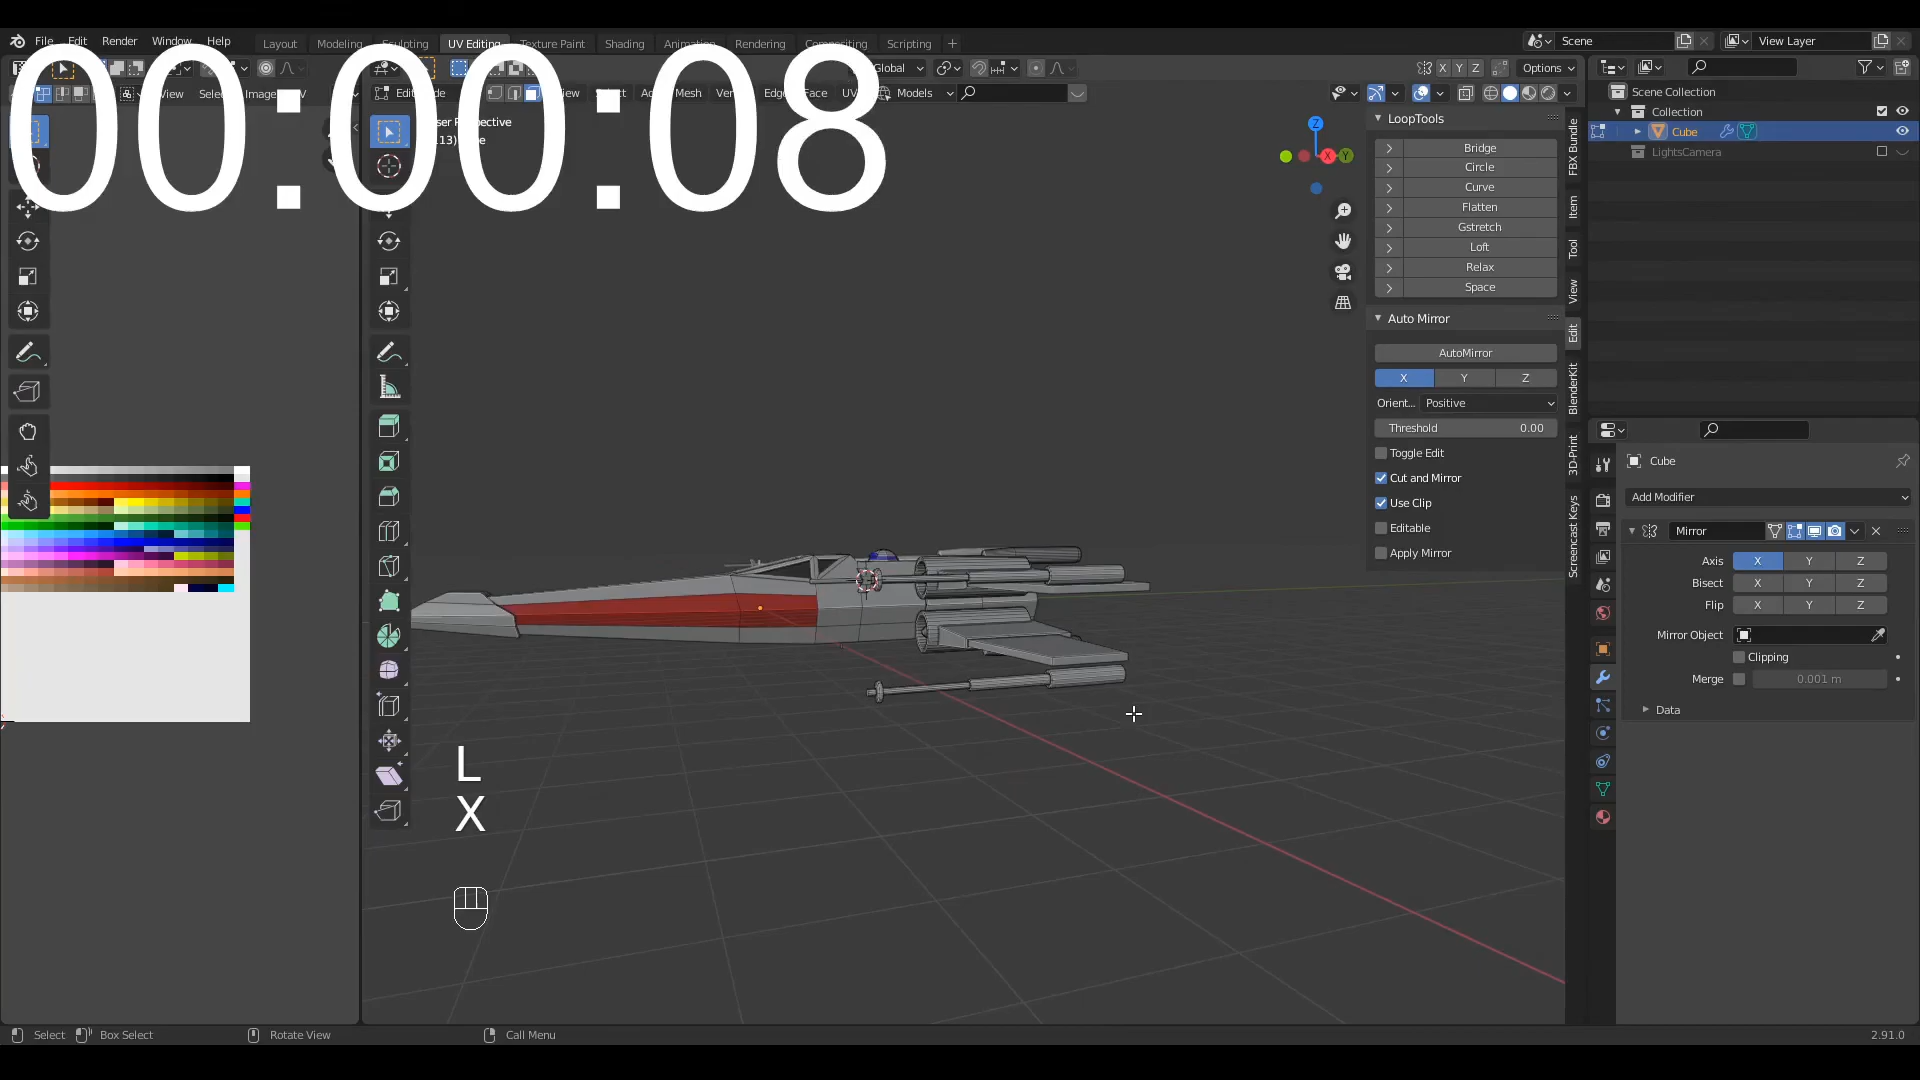 File Edit Render Window Help Layout Modeling Sculpting UV Editing Texture Paint Shading Animation Rendering Compositing Scripting + Scene View Layer
00:00:08
Global X Y Z Options
View Image Mesh Edge Face UV Models
User Perspective
LoopTools
Bridge
Circle
Curve
Flatten
Gstretch
Loft
Relax
Space
Auto Mirror
AutoMirror
X Y Z
Orient... Positive
Threshold 0.00
Toggle Edit
Cut and Mirror
Use Clip
Editable
Apply Mirror
Z
X
Y
FBX Bundle
Item
Tool
View
Edit
BlenderKit
3D-Print
Screencast Keys
Scene Collection
Collection
Cube
LightsCamera
Cube
Add Modifier
Mirror
Axis X Y Z
Bisect X Y Z
Flip X Y Z
Mirror Object
Clipping
Merge 0.001 m
Data
L
X
Select Box Select Rotate View Call Menu 2.91.0